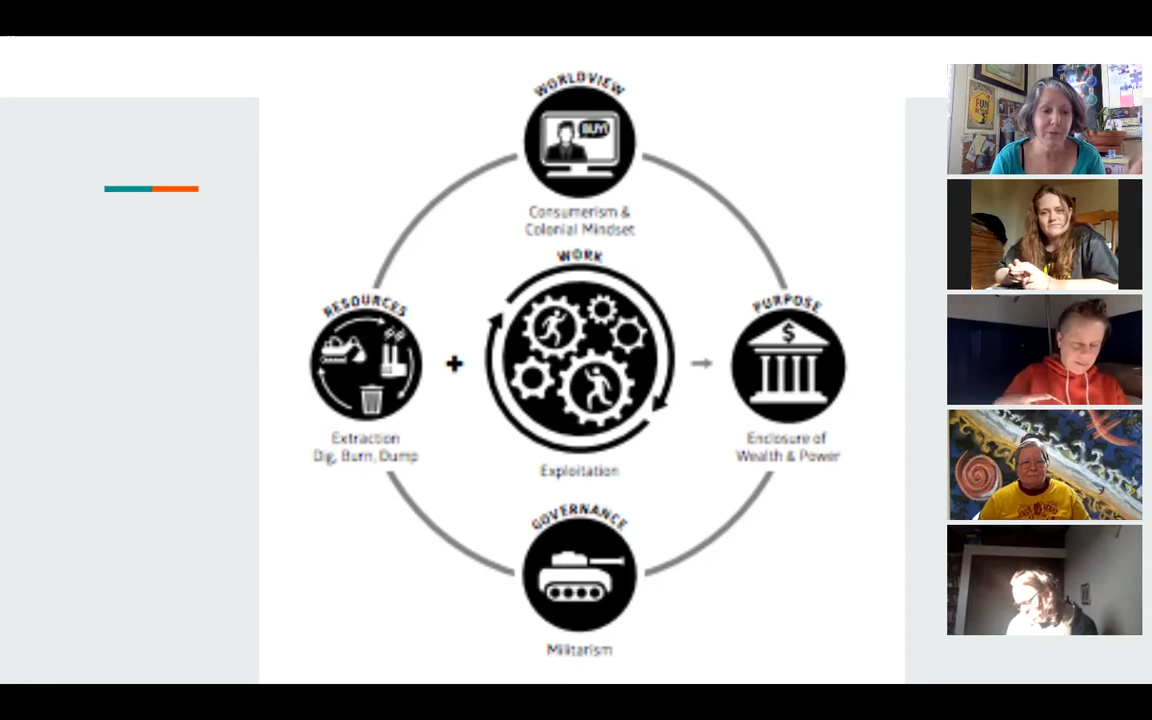 WORLDVIEW
BUY!
Consumerism &
Colonial Mindset
WORK
RESOURCES
PURPOSE
$
Extraction
Dig, Burn, Dump
+
Exploitation
Enclosure of
Wealth & Power
GOVERNANCE
Militarism
FUN